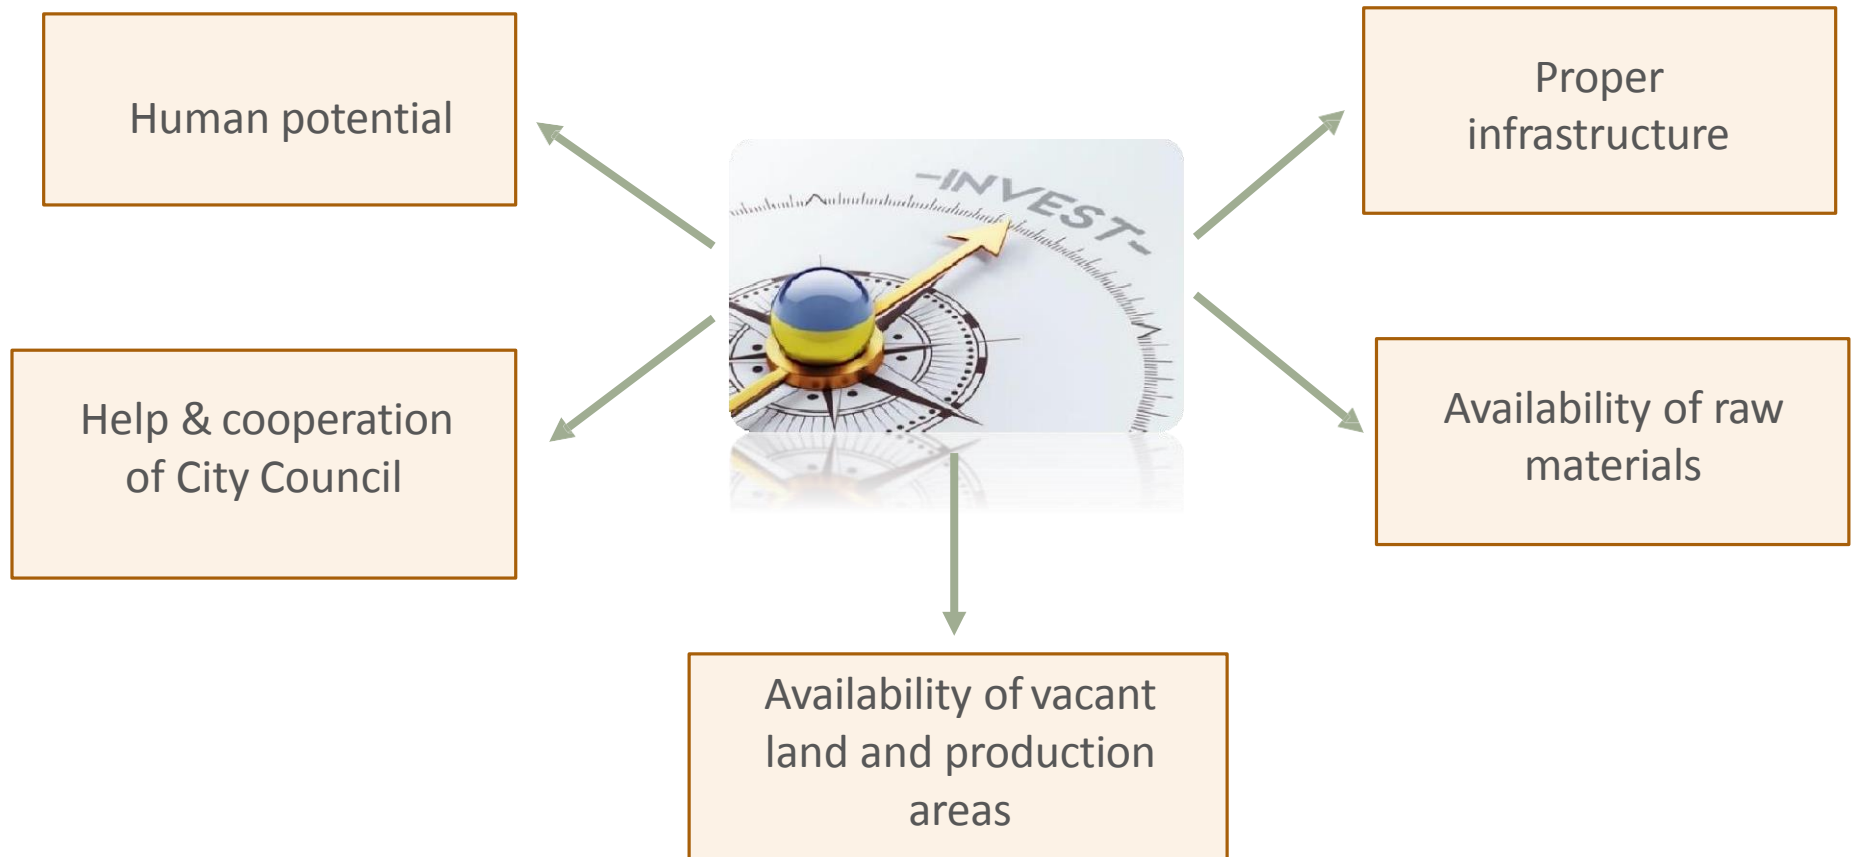 Human potential
Proper
infrastructure
-INVEST-
Help & cooperation
of City Council
Availability of raw
materials
Availability of vacant
land and production
areas